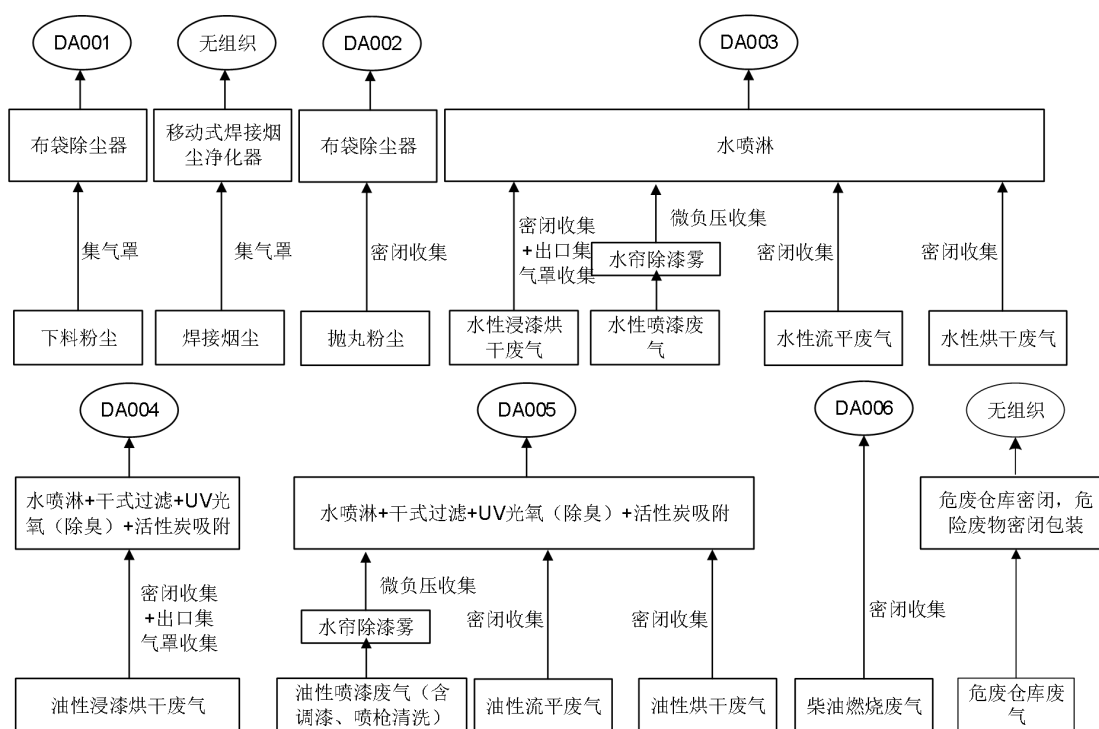 DA001
无组织
DA002
DA003
布袋除尘器
移动式焊接烟
尘净化器
布袋除尘器
水喷淋
集气罩
集气罩
密闭收集
密闭收集
+出口集
气罩收集
微负压收集
水帘除漆雾
密闭收集
密闭收集
下料粉尘
焊接烟尘
抛丸粉尘
水性浸漆烘
干废气
水性喷漆废
气
水性流平废气
水性烘干废气
DA004
DA005
DA006
无组织
水喷淋+干式过滤+UV光
氧（除臭）+活性炭吸附
水喷淋+干式过滤+UV光氧（除臭）+活性炭吸附
危废仓库密闭，危
险废物密闭包装
密闭收集
+出口集
气罩收集
微负压收集
水帘除漆雾
密闭收集
密闭收集
密闭收集
油性浸漆烘干废气
油性喷漆废气（含
调漆、喷枪清洗）
油性流平废气
油性烘干废气
柴油燃烧废气
危废仓库废
气